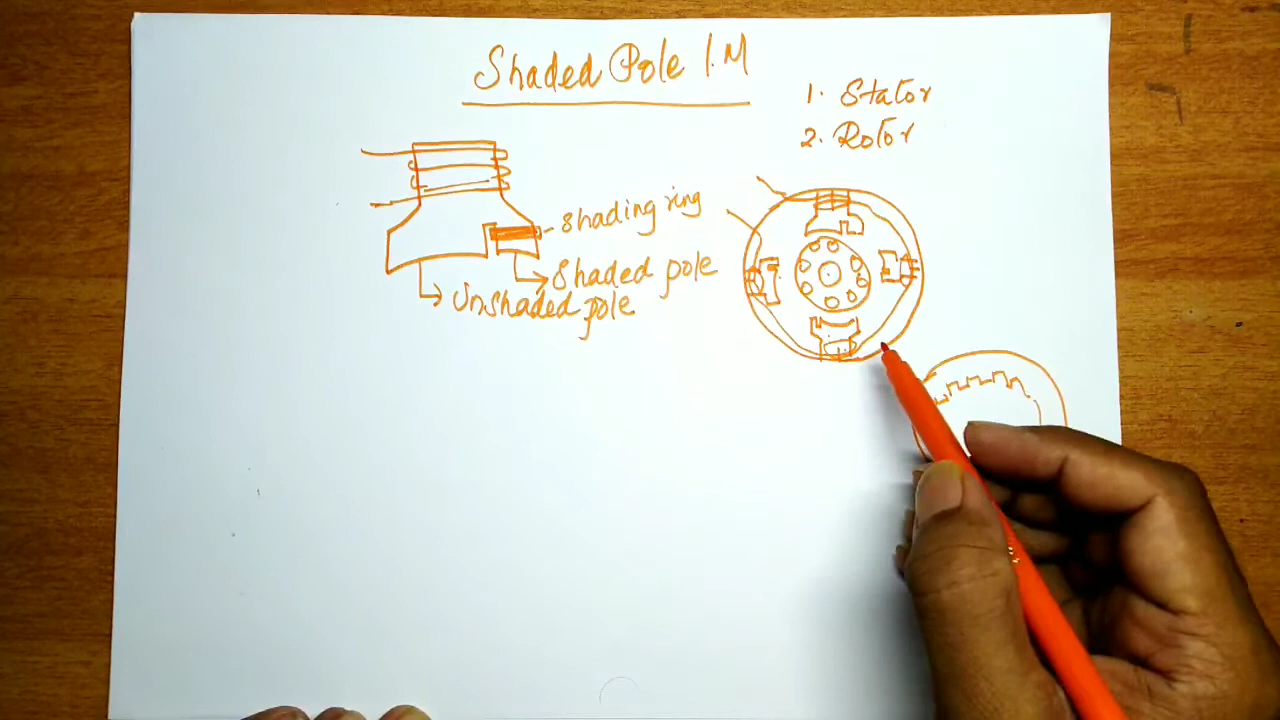 Shaded Pole I.M
1. Stator
2. Rotor
Shading ring
Shaded pole
Unshaded pole